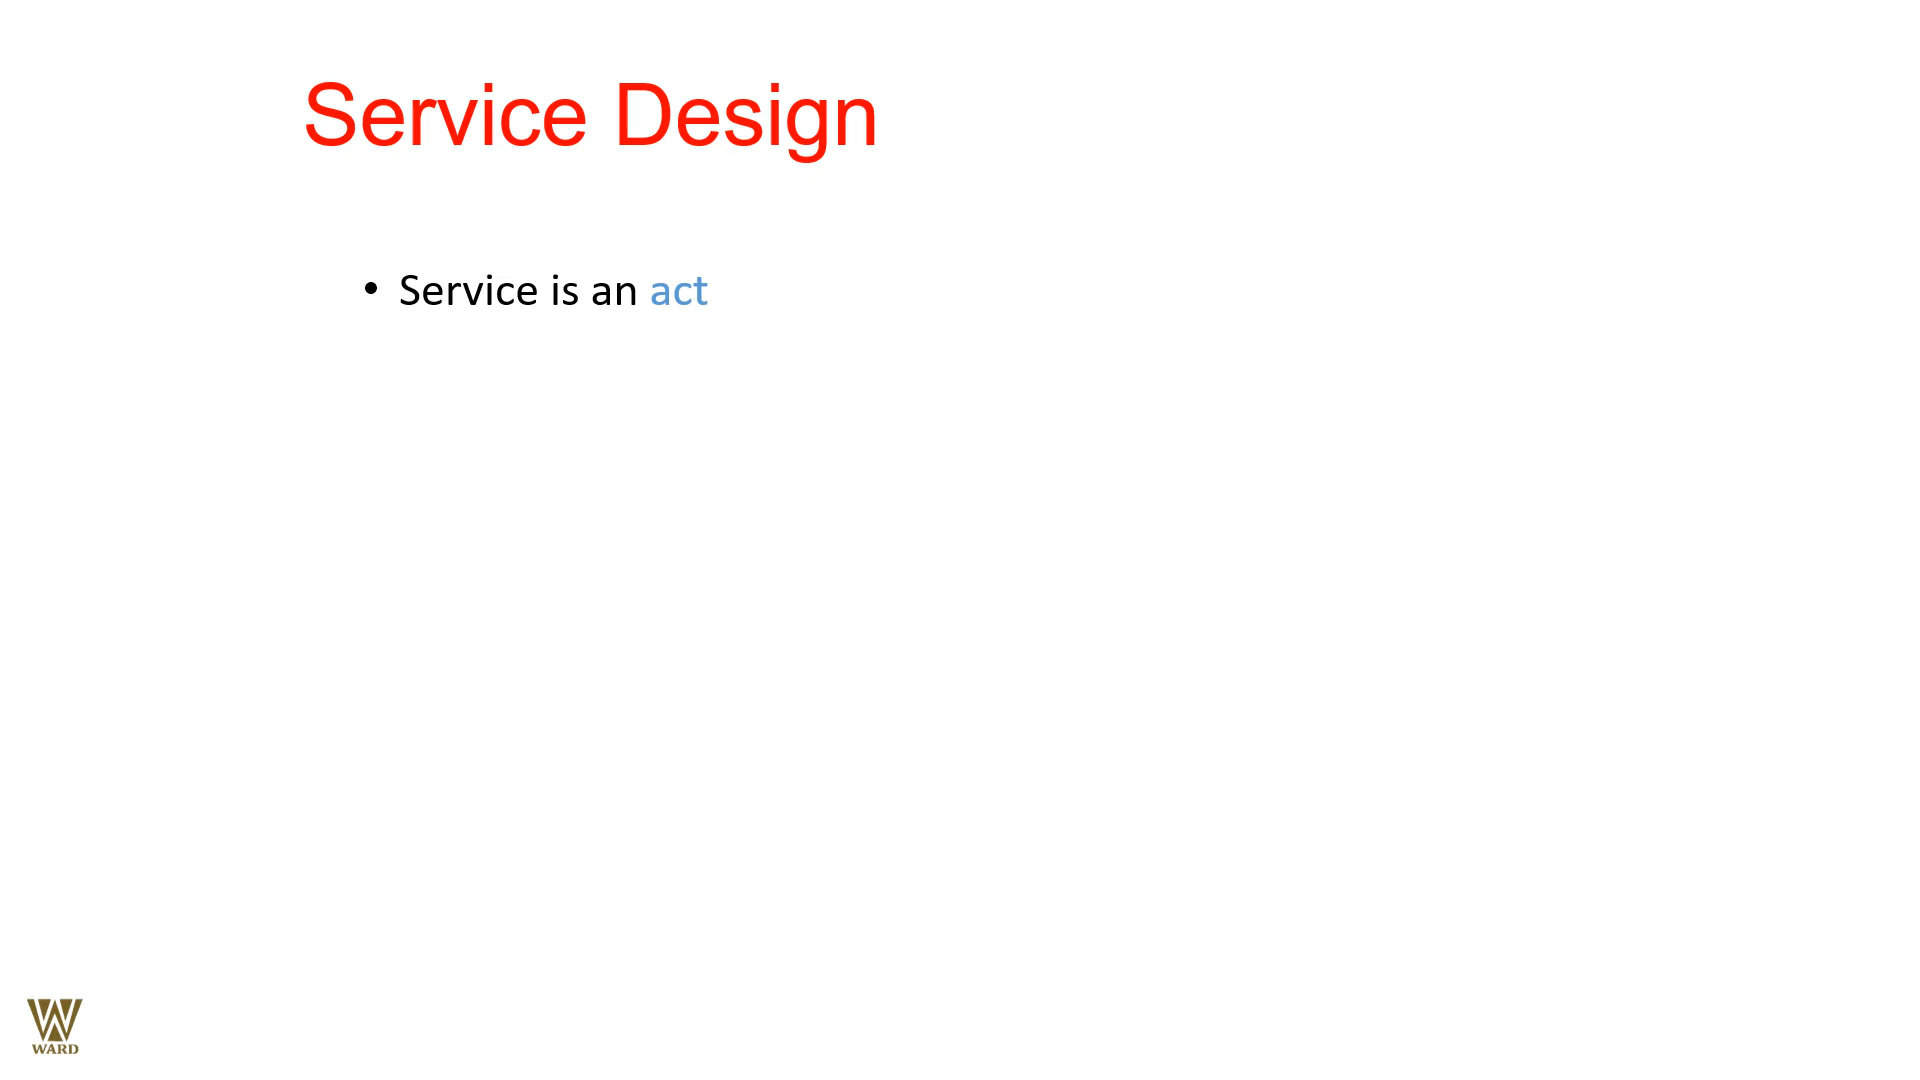 Service Design
• Service is an act
WARD